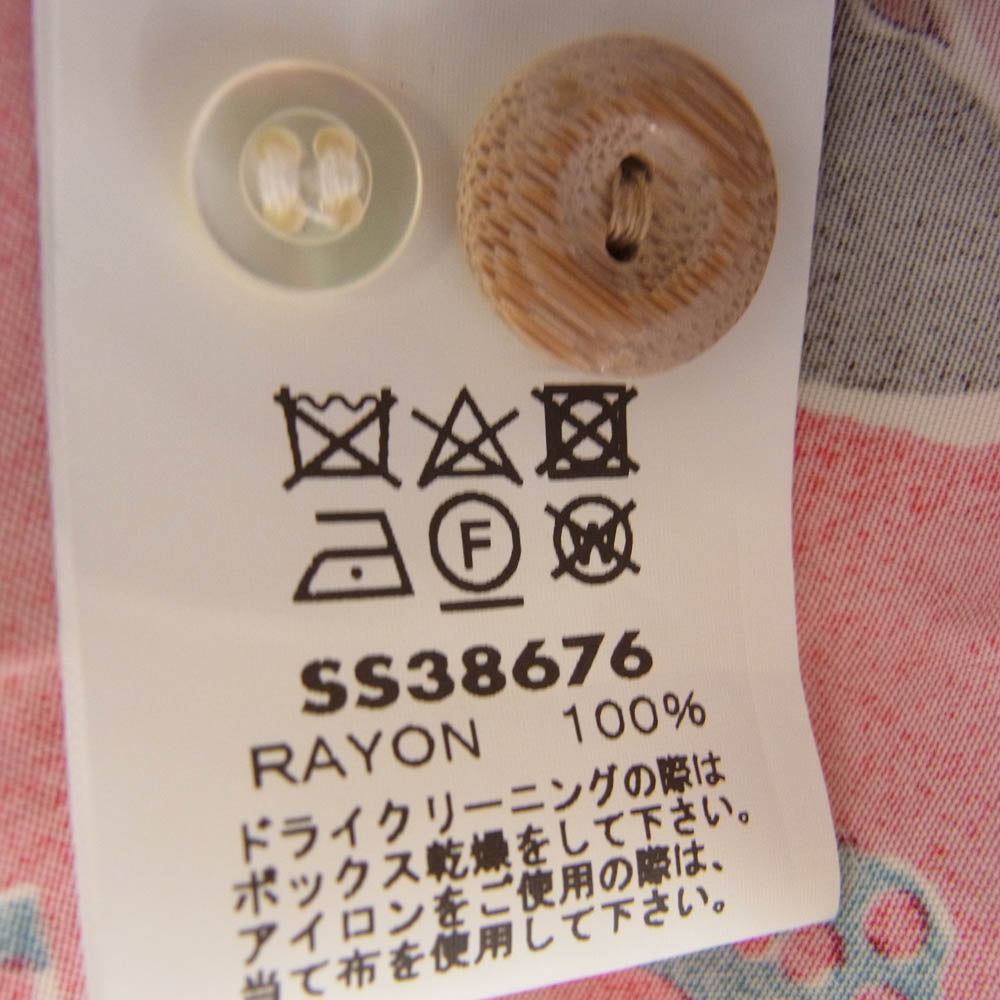 F
W
SS38676
RAYON 100%
ドライクリーニングの際は
ボックス乾燥をして下さい。
アイロンをご使用の際は、
当て布を使用して下さい。